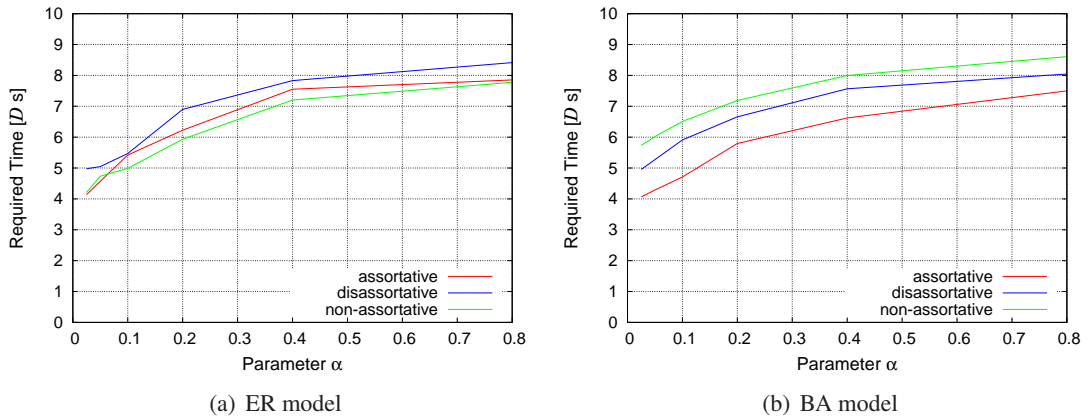 10
9
8
7
6
5
4
3
2
1
0
Required Time [D s]
assortative
disassortative
non-assortative
0 0.1 0.2 0.3 0.4 0.5 0.6 0.7 0.8
Parameter α
(a) ER model
10
9
8
7
6
5
4
3
2
1
0
Required Time [D s]
assortative
disassortative
non-assortative
0 0.1 0.2 0.3 0.4 0.5 0.6 0.7 0.8
Parameter α
(b) BA model